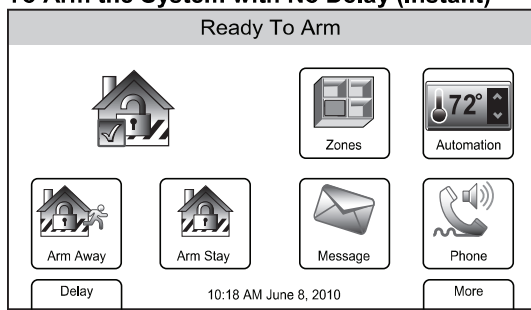 To Arm the System with No Delay (Instant)
Ready To Arm
72°
Zones
Automation
Arm Away
Arm Stay
Message
Phone
Delay
10:18 AM June 8, 2010
More